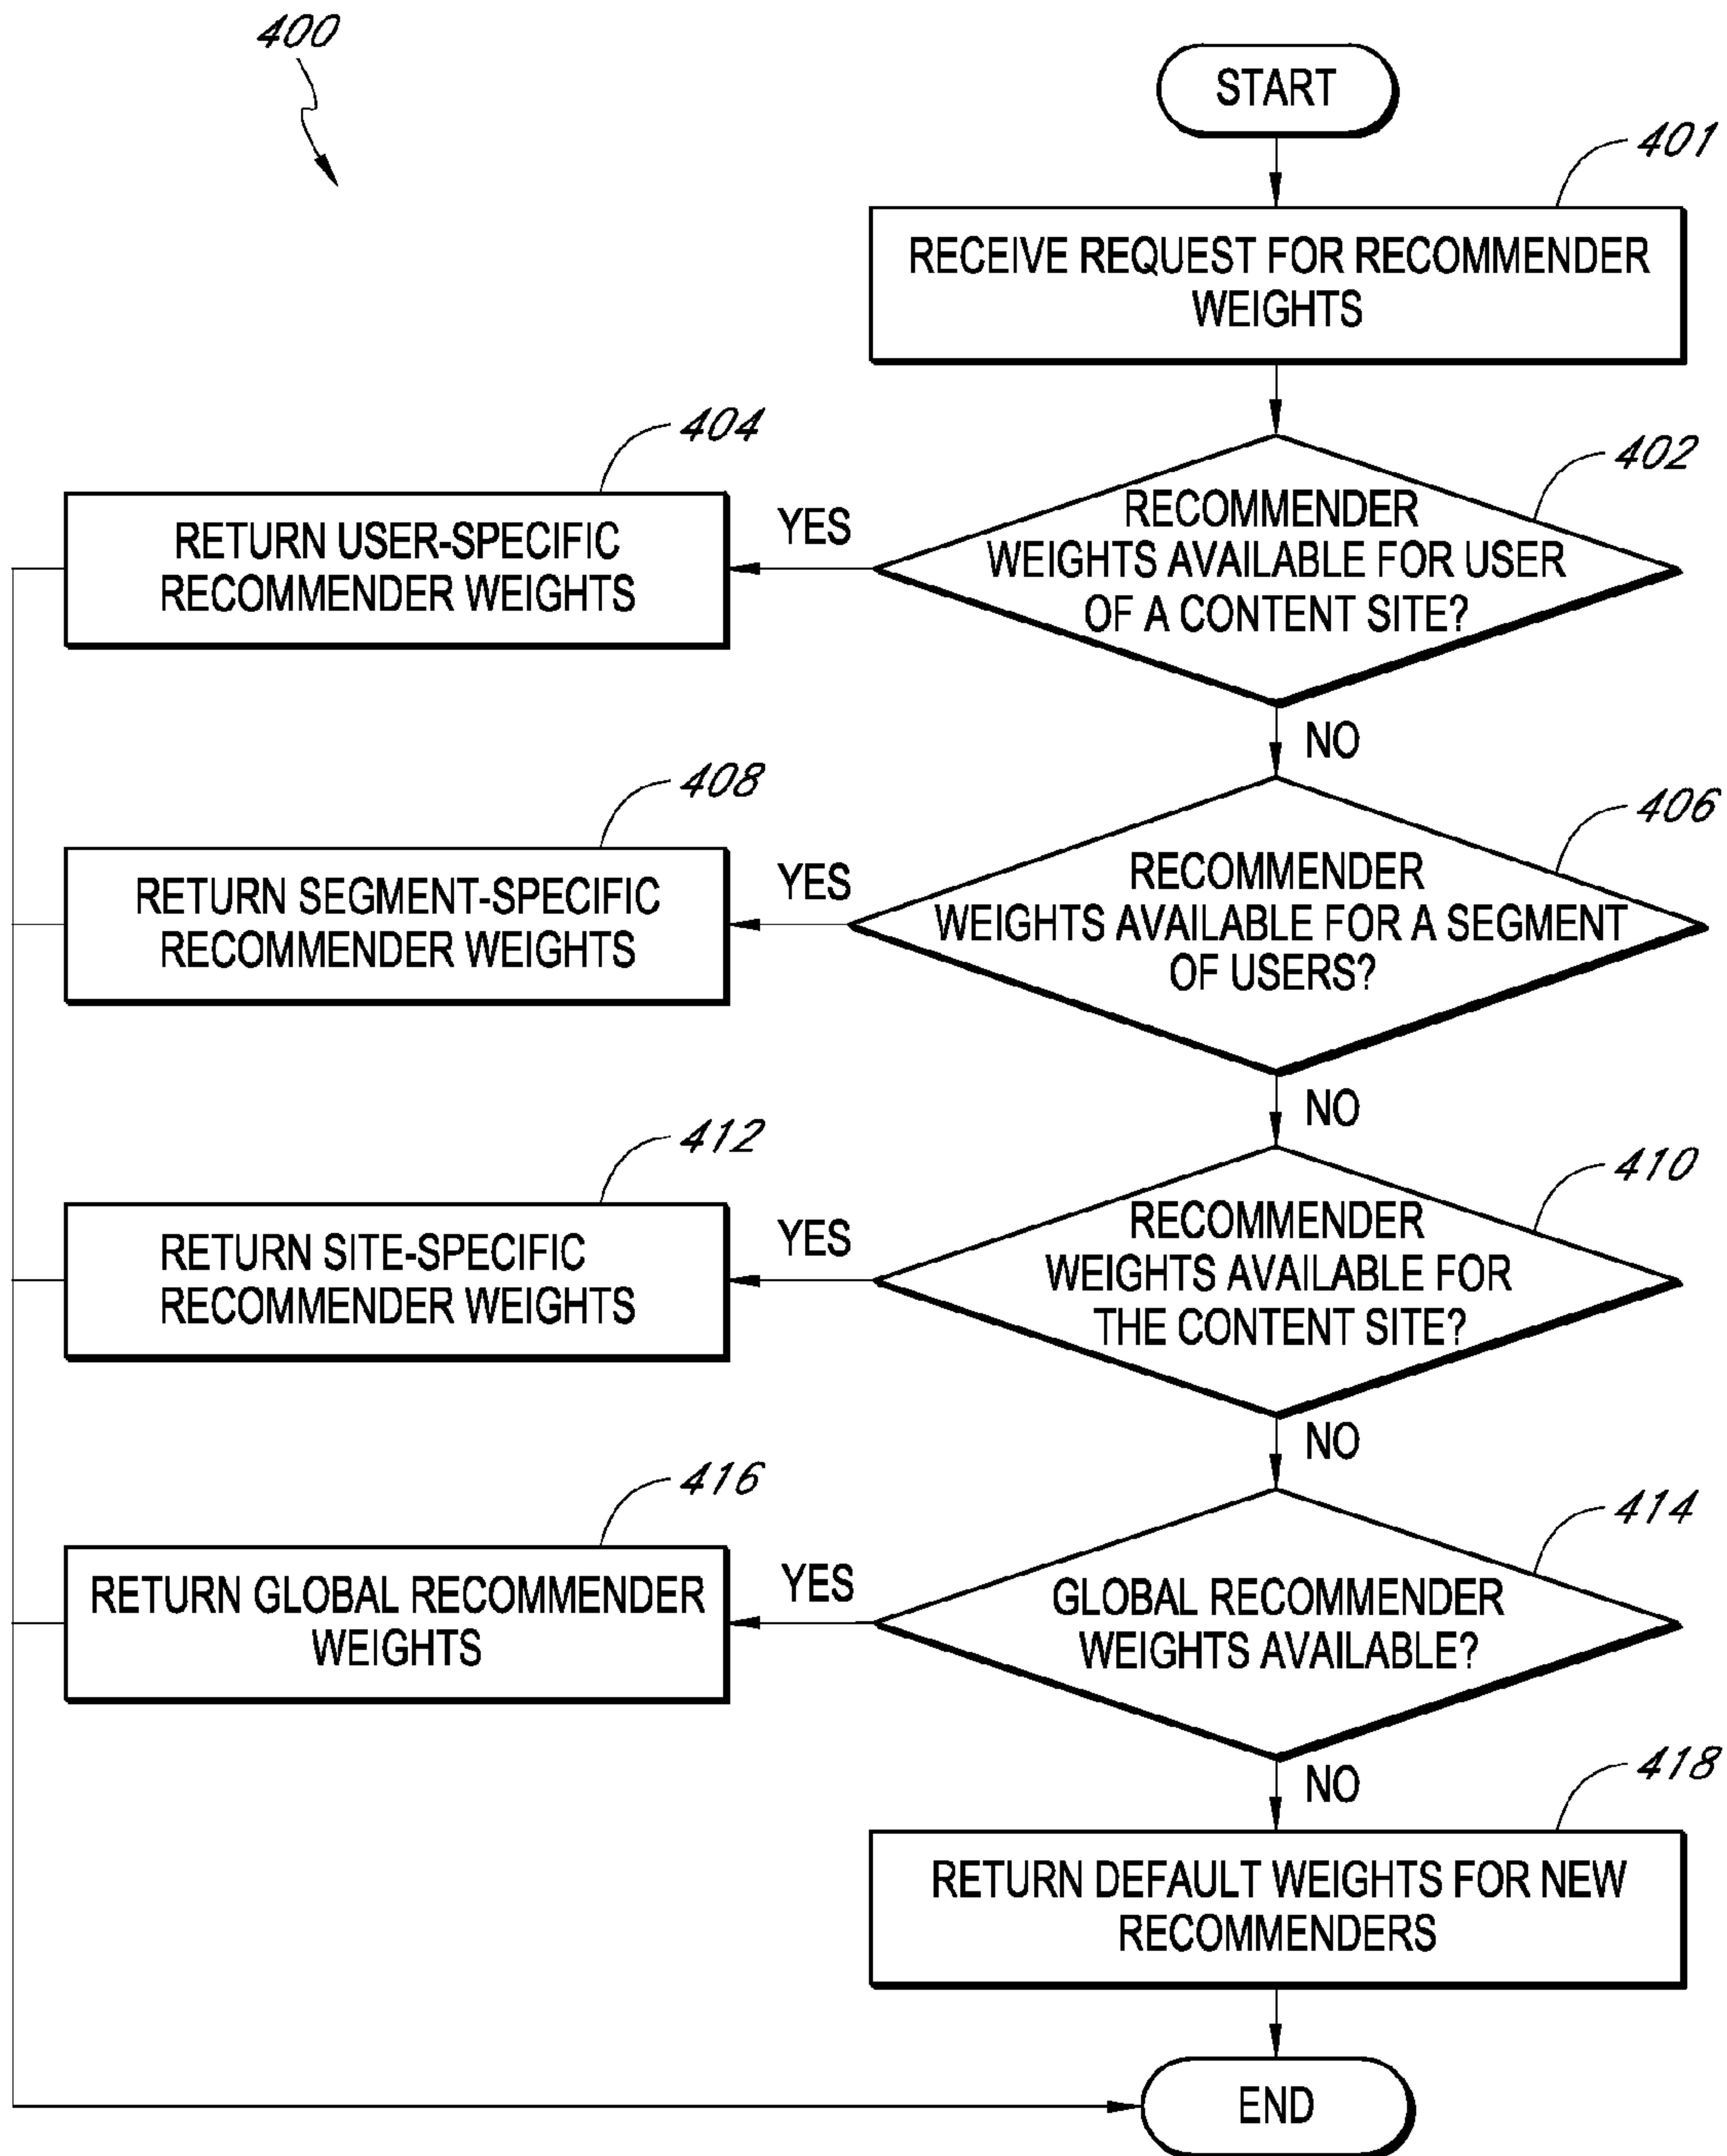 400
START
401
RECEIVE REQUEST FOR RECOMMENDER
WEIGHTS
402
RECOMMENDER
WEIGHTS AVAILABLE FOR USER
OF A CONTENT SITE?
YES
404
RETURN USER-SPECIFIC
RECOMMENDER WEIGHTS
NO
406
RECOMMENDER
WEIGHTS AVAILABLE FOR A SEGMENT
OF USERS?
YES
408
RETURN SEGMENT-SPECIFIC
RECOMMENDER WEIGHTS
NO
410
RECOMMENDER
WEIGHTS AVAILABLE FOR
THE CONTENT SITE?
YES
412
RETURN SITE-SPECIFIC
RECOMMENDER WEIGHTS
NO
414
GLOBAL RECOMMENDER
WEIGHTS AVAILABLE?
YES
416
RETURN GLOBAL RECOMMENDER
WEIGHTS
NO
418
RETURN DEFAULT WEIGHTS FOR NEW
RECOMMENDERS
END